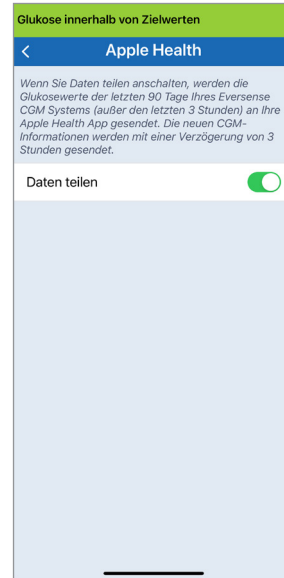 Glukose innerhalb von Zielwerten
Apple Health
Wenn Sie Daten teilen anschalten, werden die
Glukosewerte der letzten 90 Tage Ihres Eversense
CGM Systems (außer den letzten 3 Stunden) an Ihre
Apple Health App gesendet. Die neuen CGM-
Informationen werden mit einer Verzögerung von 3
Stunden gesendet.
Daten teilen